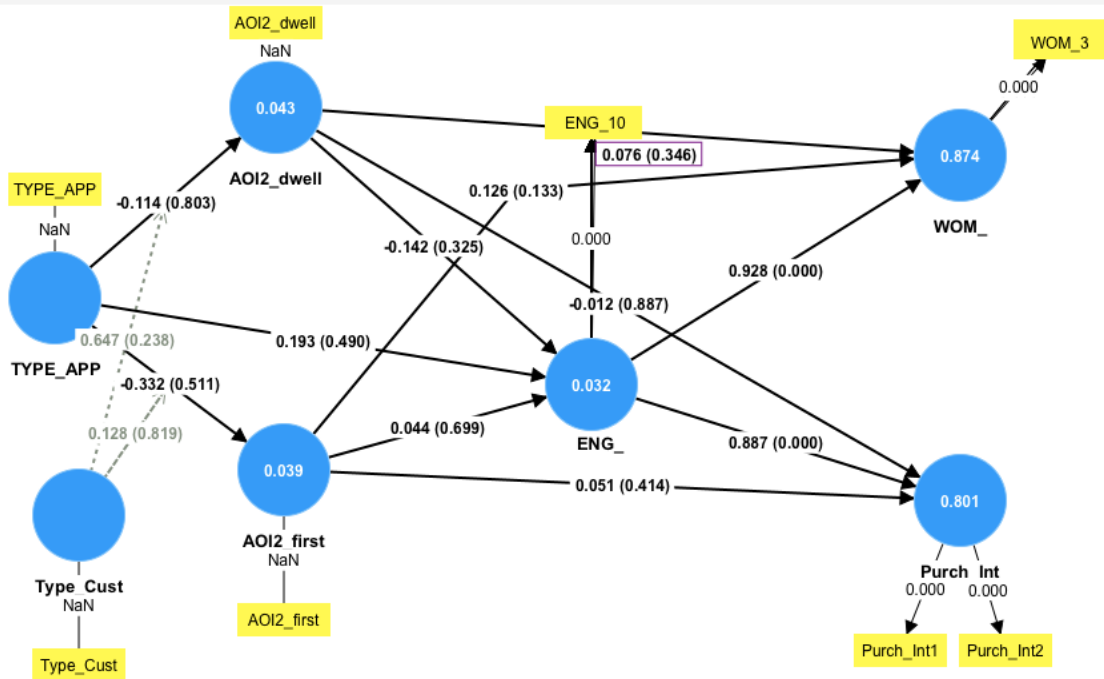 AOI2_dwell
NaN
0.043
AOI2_dwell
WOM_3
0.000
0.874
WOM_
ENG_10
0.076 (0.346)
0.126 (0.133)
TYPE_APP
NaN
-0.114 (0.803)
-0.142 (0.325)
0.000
0.928 (0.000)
-0.012 (0.887)
0.647 (0.238)
0.193 (0.490)
TYPE_APP
-0.332 (0.511)
0.032
ENG_
0.128 (0.819)
0.044 (0.699)
0.887 (0.000)
0.039
0.051 (0.414)
0.801
AOI2_first
NaN
AOI2_first
Type_Cust
NaN
Type_Cust
Purch_Int
0.000
0.000
Purch_Int1
Purch_Int2